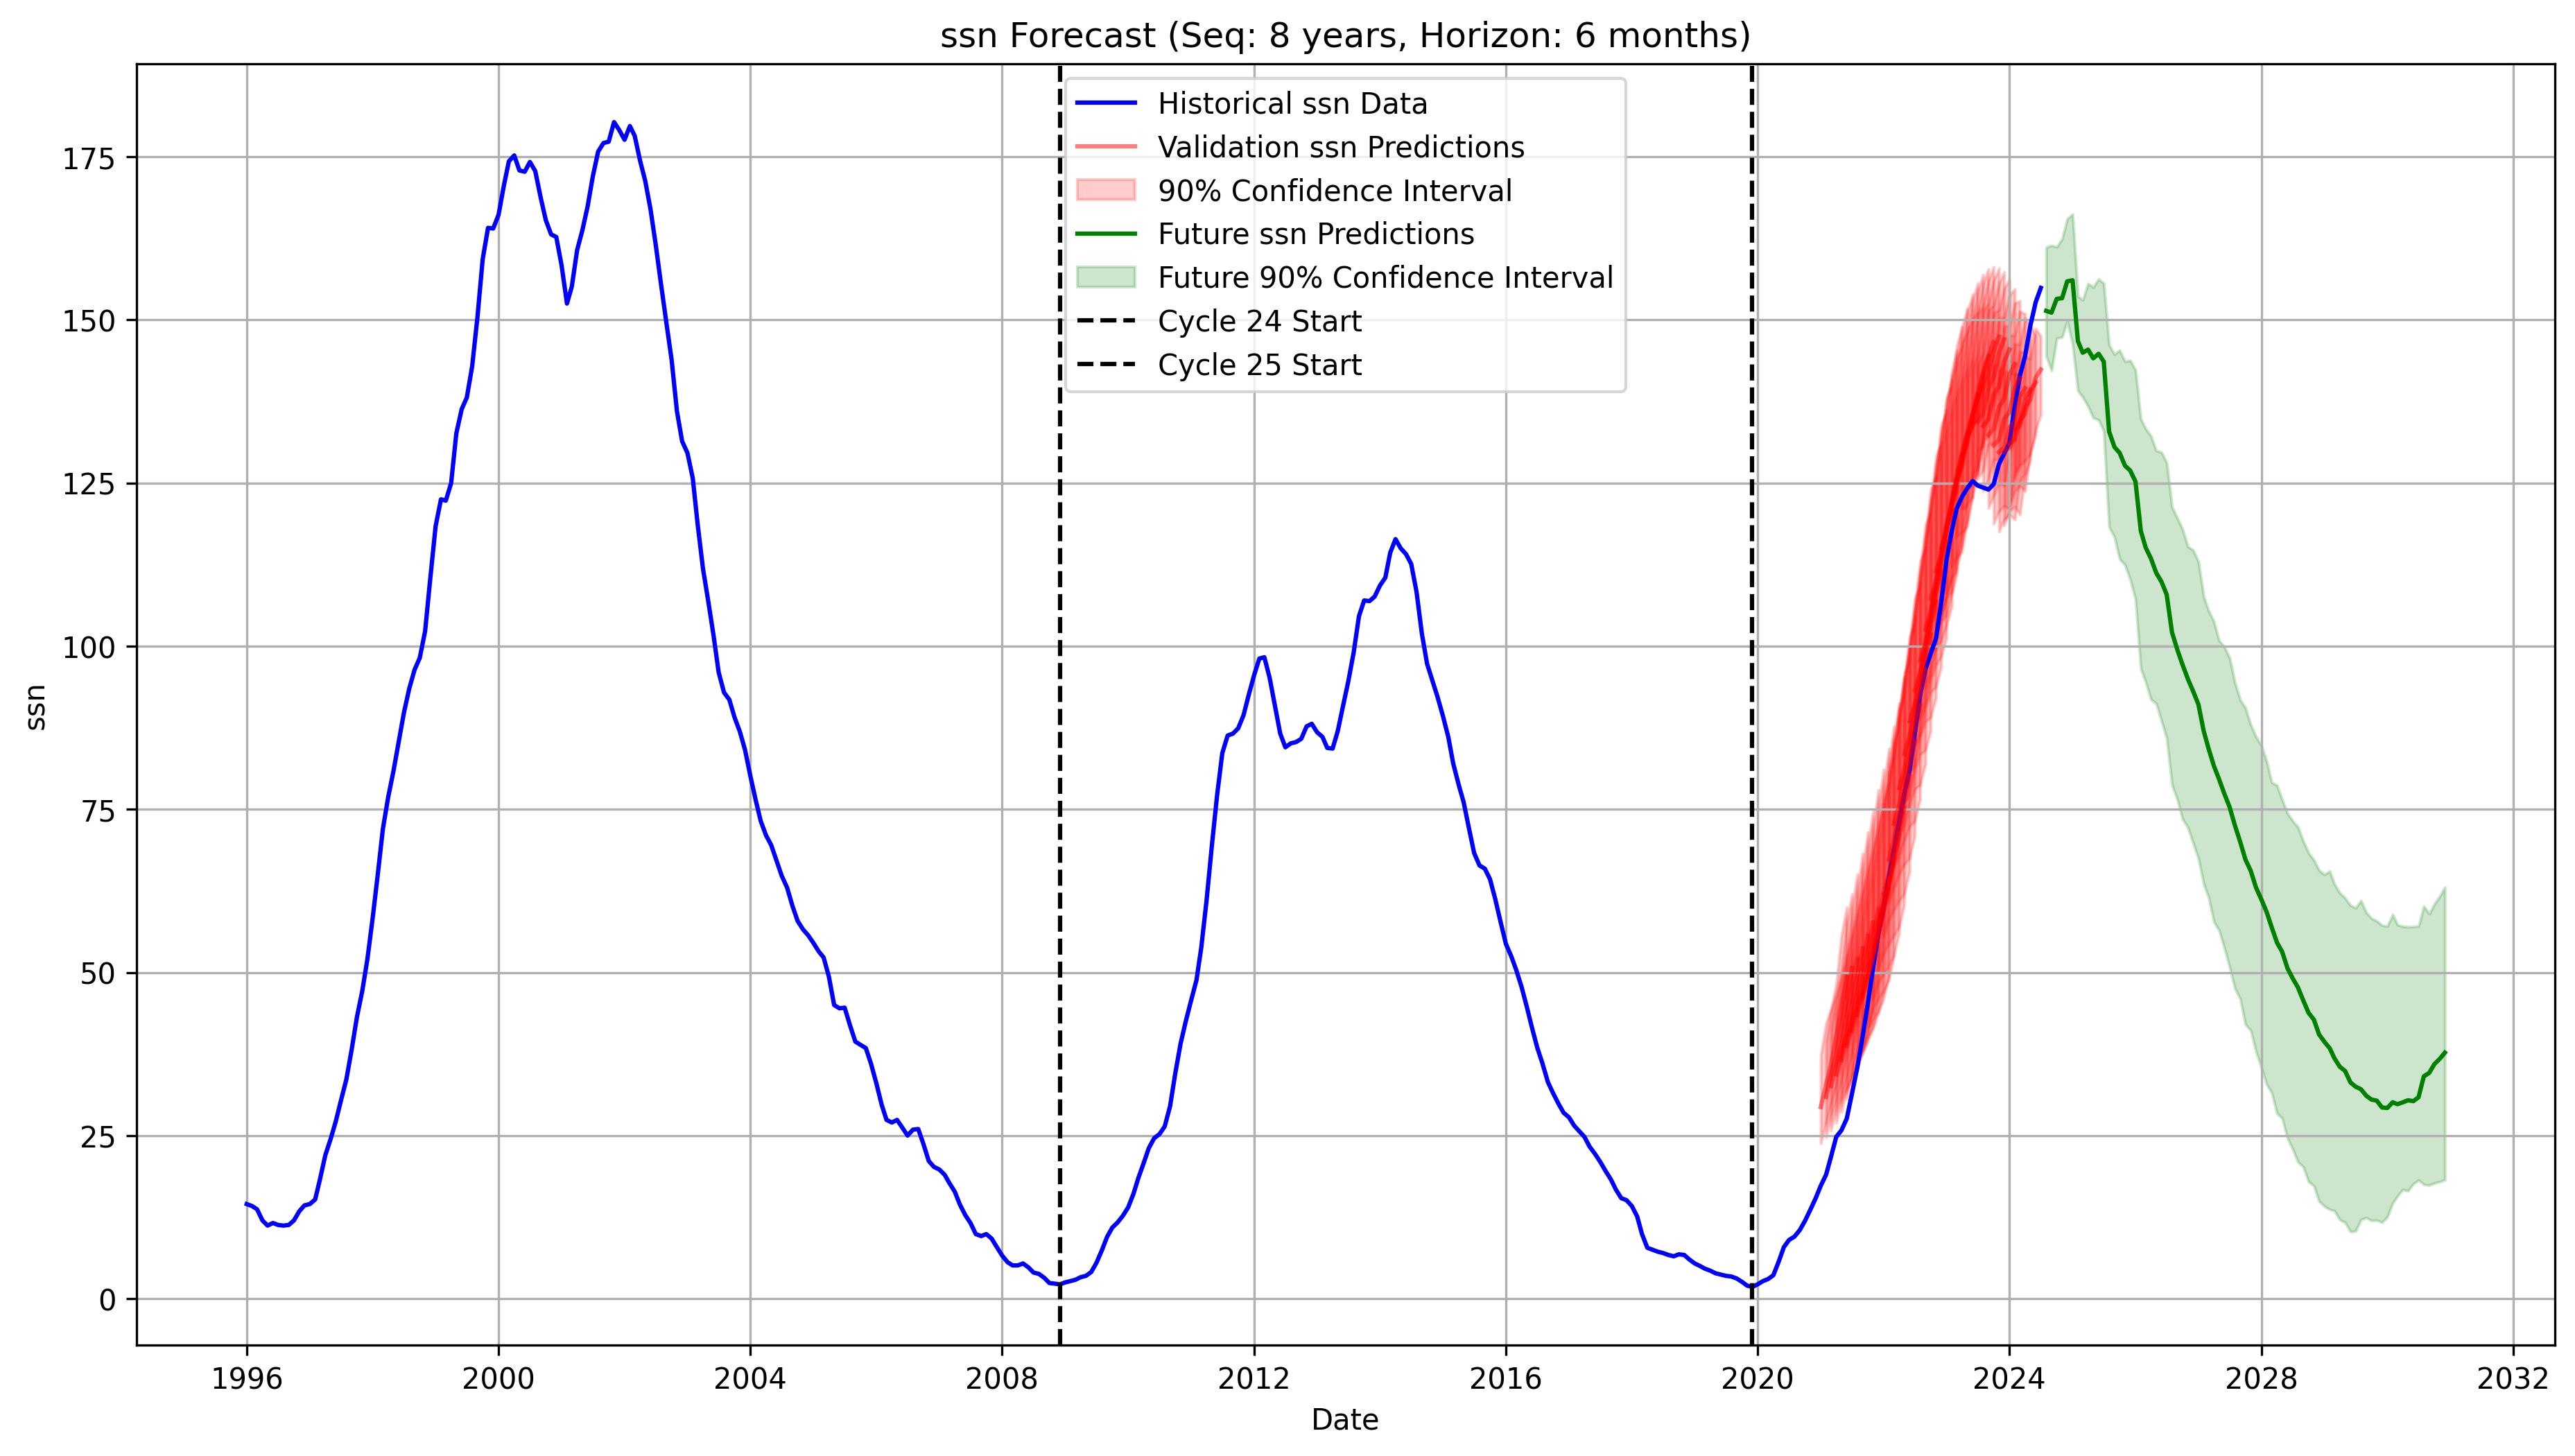 ssn Forecast (Seq: 8 years, Horizon: 6 months)
Historical ssn Data
Validation ssn Predictions
90% Confidence Interval
Future ssn Predictions
Future 90% Confidence Interval
Cycle 24 Start
Cycle 25 Start
175
150
125
100
75
50
25
0
ssn
1996 2000 2004 2008 2012 2016 2020 2024 2028 2032
Date